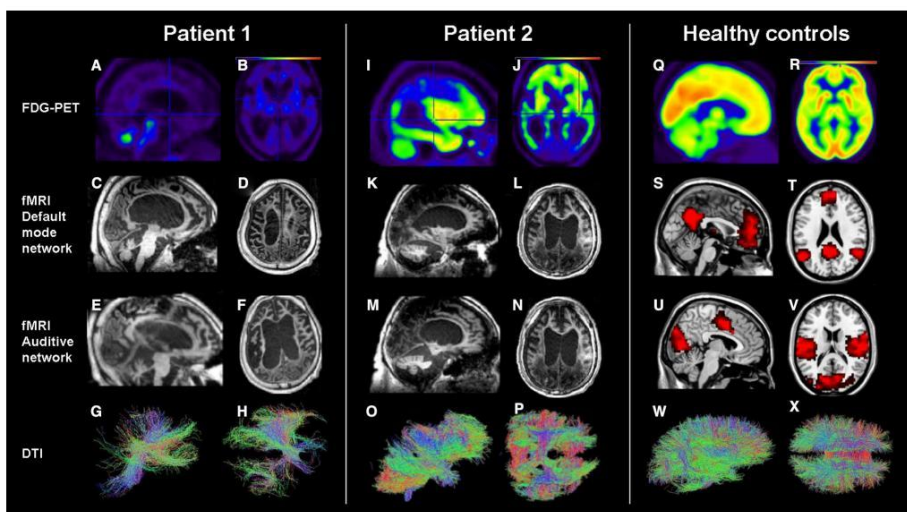 Patient 1
Patient 2
Healthy controls
FDG-PET
A
B
I
J
Q
R
fMRI
Default
mode
network
C
D
K
L
S
T
fMRI
Auditive
network
E
F
M
N
U
V
DTI
G
H
O
P
W
X